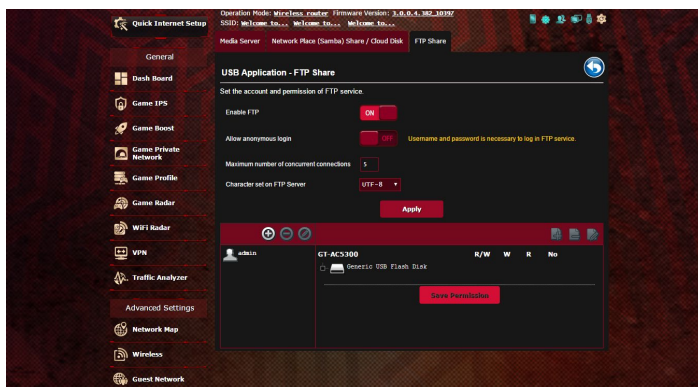 Quick Internet Setup
Operation Mode: Wireless router Firmware Version: 3.0.0.4.382_10397
SSID: Welcome to... Welcome to... Welcome to...
Media Server Network Place (Samba) Share / Cloud Disk FTP Share
General
Dash Board
Game IPS
Game Boost
Game Private
Network
Game Profile
Game Radar
WiFi Radar
VPN
Traffic Analyzer
Advanced Settings
Network Map
Wireless
Guest Network
USB Application - FTP Share
Set the account and permission of FTP service.
Enable FTP ON
Allow anonymous login OFF Username and password is necessary to log in FTP service.
Maximum number of concurrent connections 5
Character set on FTP Server UTF-8
Apply
admin
GT-AC5300 R/W W R No
Generic USB Flash Disk
Save Permission